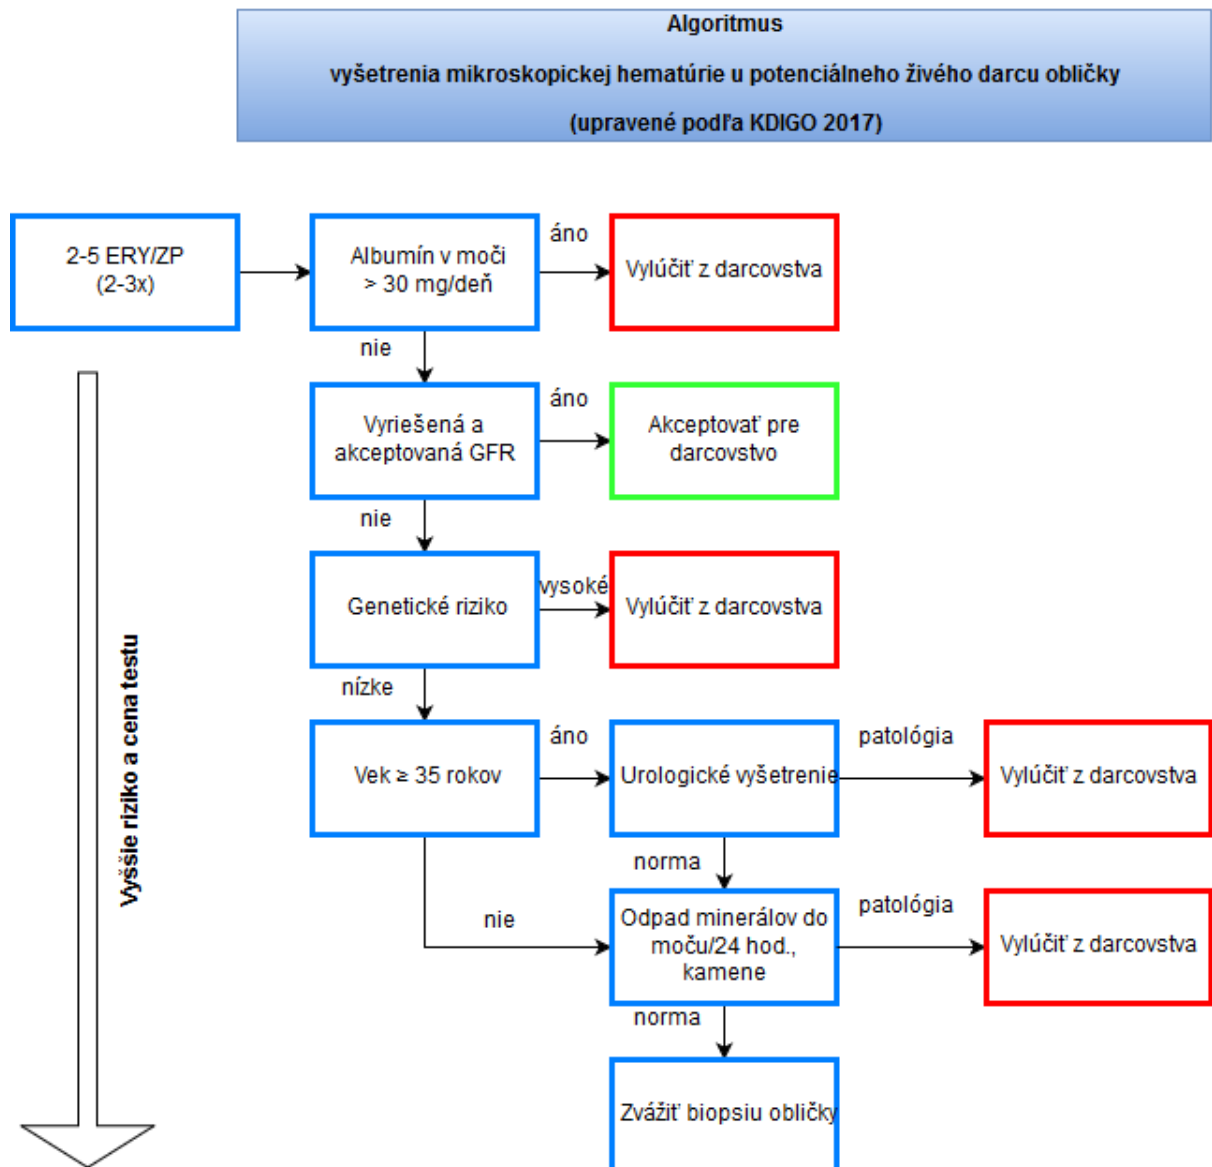 Algoritmus
vyšetrenia mikroskopickej hematúrie u potenciálneho živého darcu obličky
(upravené podľa KDIGO 2017)
2-5 ERY/ZP
(2-3x)
Albumín v moči
> 30 mg/deň
áno
Vylúčiť z darcovstva
nie
Vyriešená a
akceptovaná GFR
áno
Akceptovať pre
darcovstvo
nie
Genetické riziko
vysoké
Vylúčiť z darcovstva
nízke
Vek ≥ 35 rokov
áno
Urologické vyšetrenie
patológia
Vylúčiť z darcovstva
norma
nie
Odpad minerálov do
moču/24 hod.,
kamene
patológia
Vylúčiť z darcovstva
norma
Zvážiť biopsiu obličky
Vyššie riziko a cena testu